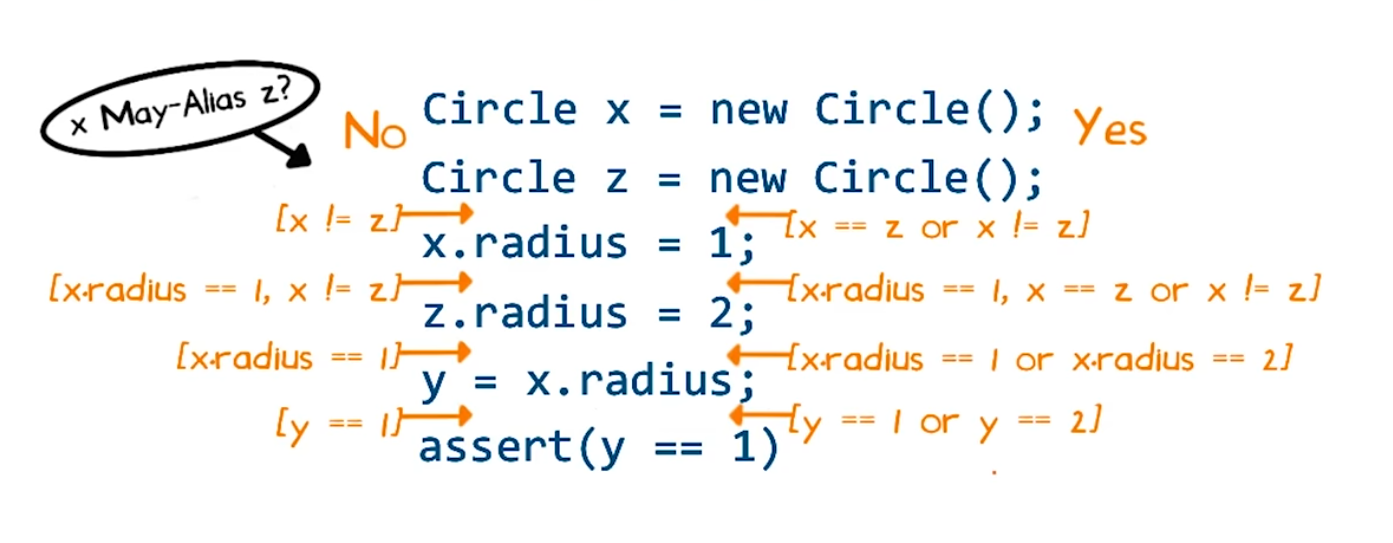 x May-Alias z?
No
Circle x = new Circle();
Yes
Circle z = new Circle();
[x != z]
[x == z or x != z]
x.radius = 1;
[x.radius == 1, x != z]
[x.radius == 1, x == z or x != z]
z.radius = 2;
[x.radius == 1]
[x.radius == 1 or x.radius == 2]
y = x.radius;
[y == 1]
[y == 1 or y == 2]
assert(y == 1)